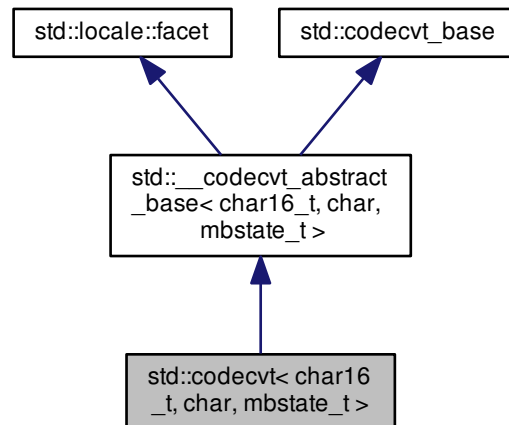 std::locale::facet
std::codecvt_base
std::__codecvt_abstract
_base< char16_t, char,
mbstate_t >
std::codecvt< char16
_t, char, mbstate_t >